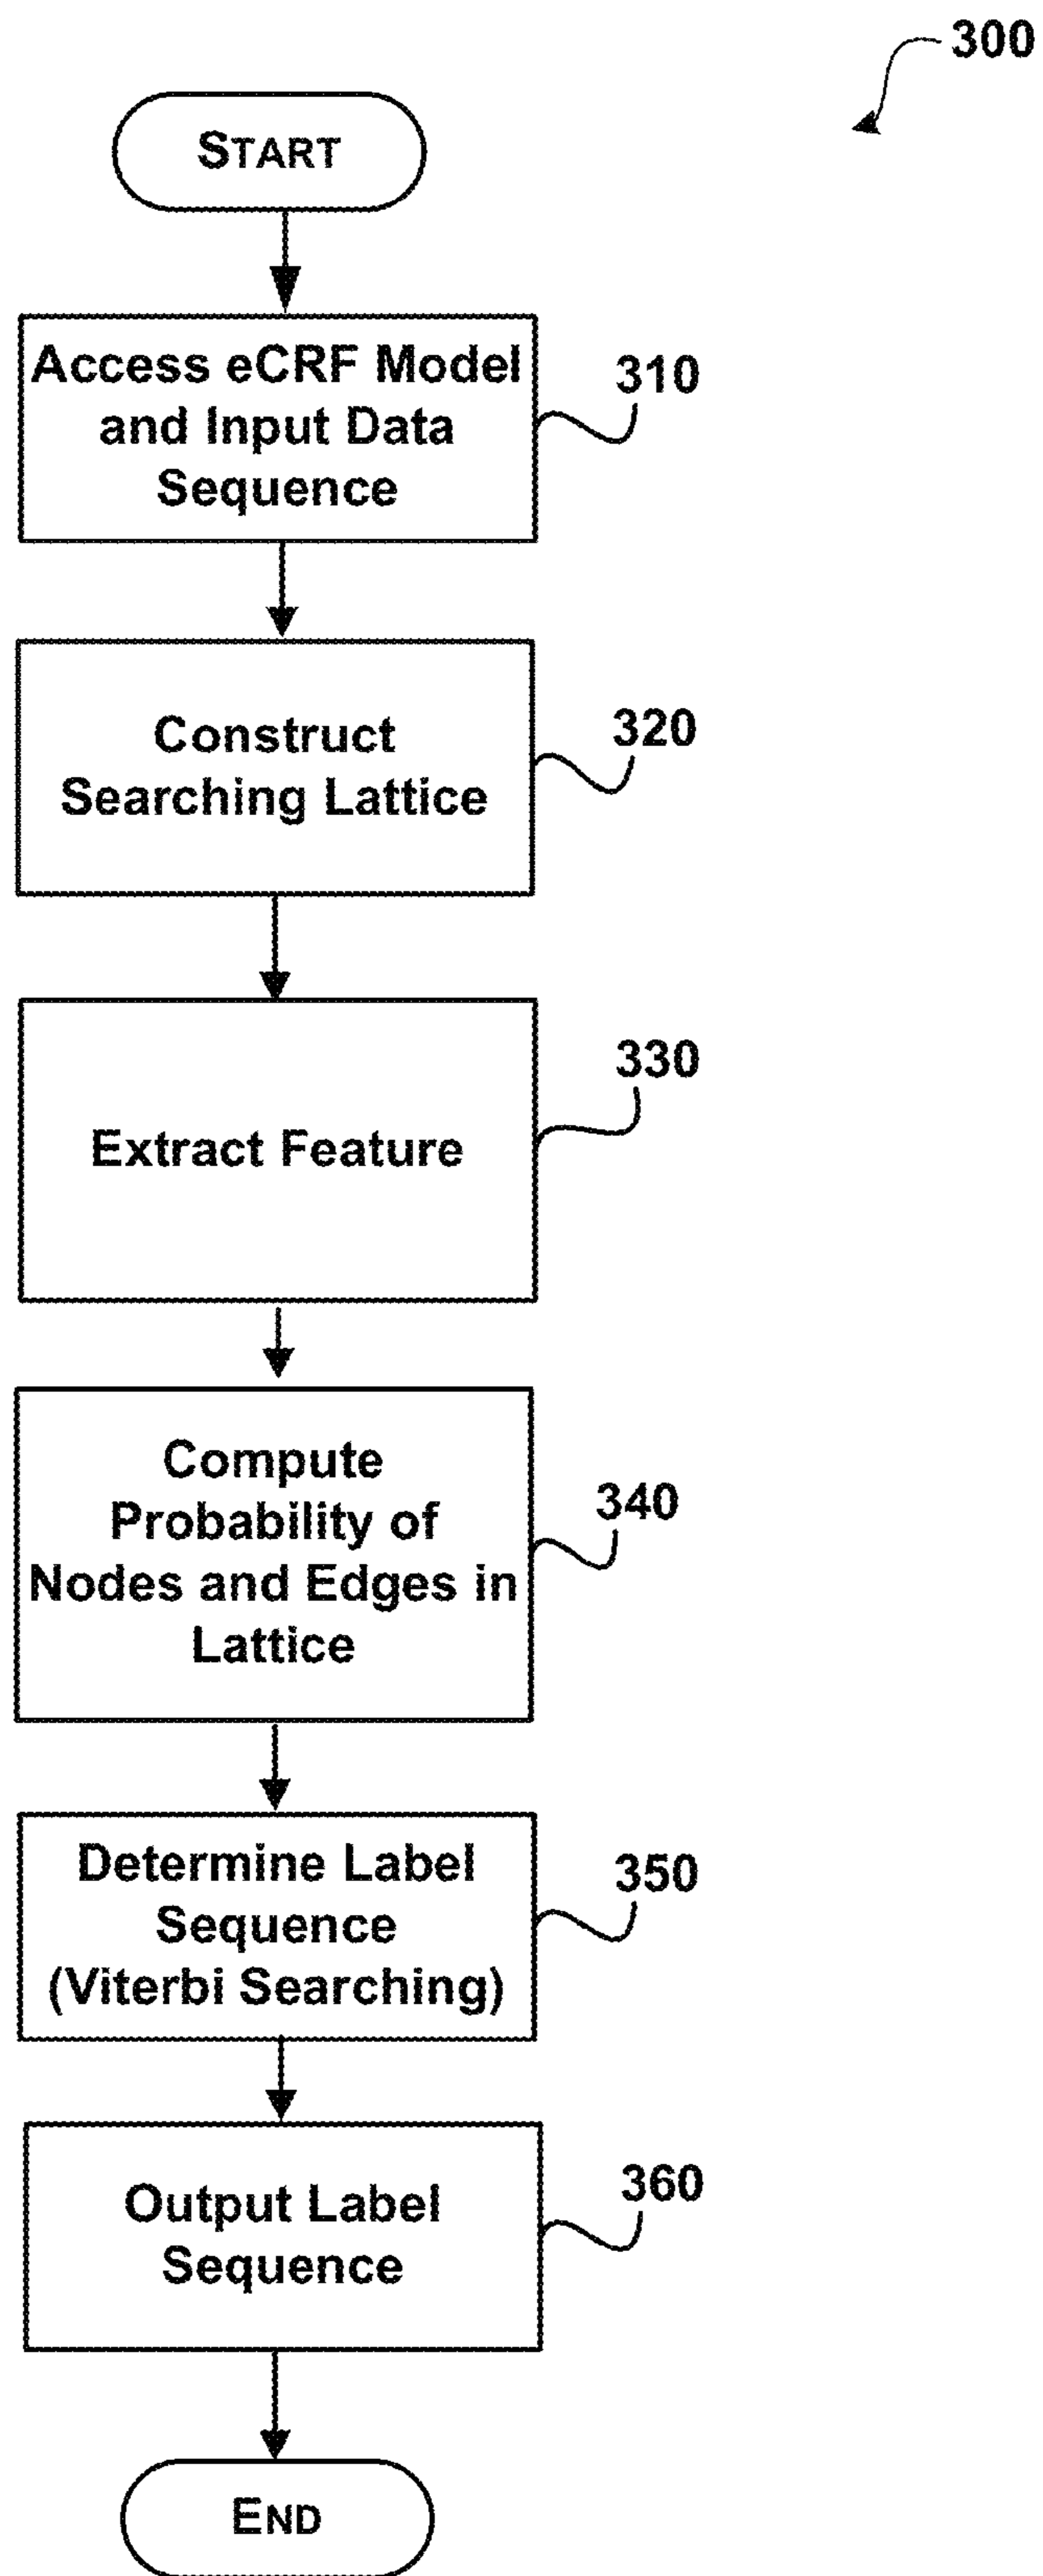 300
START
Access eCRF Model
and Input Data
Sequence
310
Construct
Searching Lattice
320
Extract Feature
330
Compute
Probability of
Nodes and Edges in
Lattice
340
Determine Label
Sequence
(Viterbi Searching)
350
Output Label
Sequence
360
END